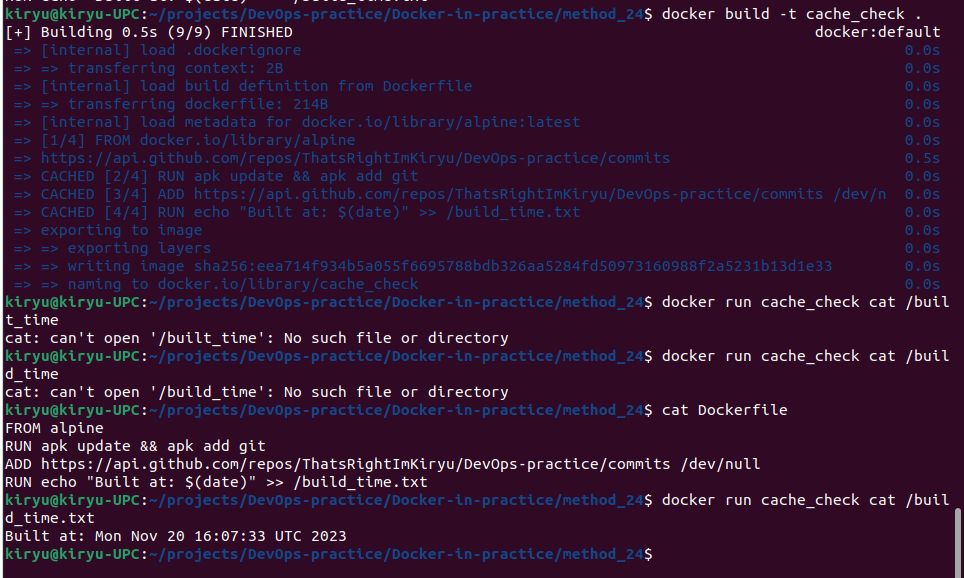 kiryu@kiryu-UPC:~/projects/DevOps-practice/Docker-in-practice/method_24$ docker build -t cache_check .
[+] Building 0.5s (9/9) FINISHED docker:default
=> [internal] load .dockerignore 0.0s
=> => transferring context: 2B 0.0s
=> [internal] load build definition from Dockerfile 0.0s
=> => transferring dockerfile: 214B 0.0s
=> [internal] load metadata for docker.io/library/alpine:latest 0.0s
=> [1/4] FROM docker.io/library/alpine 0.0s
=> https://api.github.com/repos/ThatsRightImKiryu/DevOps-practice/commits 0.5s
=> CACHED [2/4] RUN apk update && apk add git 0.0s
=> CACHED [3/4] ADD https://api.github.com/repos/ThatsRightImKiryu/DevOps-practice/commits /dev/n 0.0s
=> CACHED [4/4] RUN echo "Built at: $(date)" >> /build_time.txt 0.0s
=> exporting to image 0.0s
=> => exporting layers 0.0s
=> => writing image sha256:eea714f934b5a055f6695788bdb326aa5284fd50973160988f2a5231b13d1e33 0.0s
=> => naming to docker.io/library/cache_check 0.0s
kiryu@kiryu-UPC:~/projects/DevOps-practice/Docker-in-practice/method_24$ docker run cache_check cat /buil
t_time
cat: can't open '/built_time': No such file or directory
kiryu@kiryu-UPC:~/projects/DevOps-practice/Docker-in-practice/method_24$ docker run cache_check cat /buil
d_time
cat: can't open '/build_time': No such file or directory
kiryu@kiryu-UPC:~/projects/DevOps-practice/Docker-in-practice/method_24$ cat Dockerfile
FROM alpine
RUN apk update && apk add git
ADD https://api.github.com/repos/ThatsRightImKiryu/DevOps-practice/commits /dev/null
RUN echo "Built at: $(date)" >> /build_time.txt
kiryu@kiryu-UPC:~/projects/DevOps-practice/Docker-in-practice/method_24$ docker run cache_check cat /buil
d_time.txt
Built at: Mon Nov 20 16:07:33 UTC 2023
kiryu@kiryu-UPC:~/projects/DevOps-practice/Docker-in-practice/method_24$